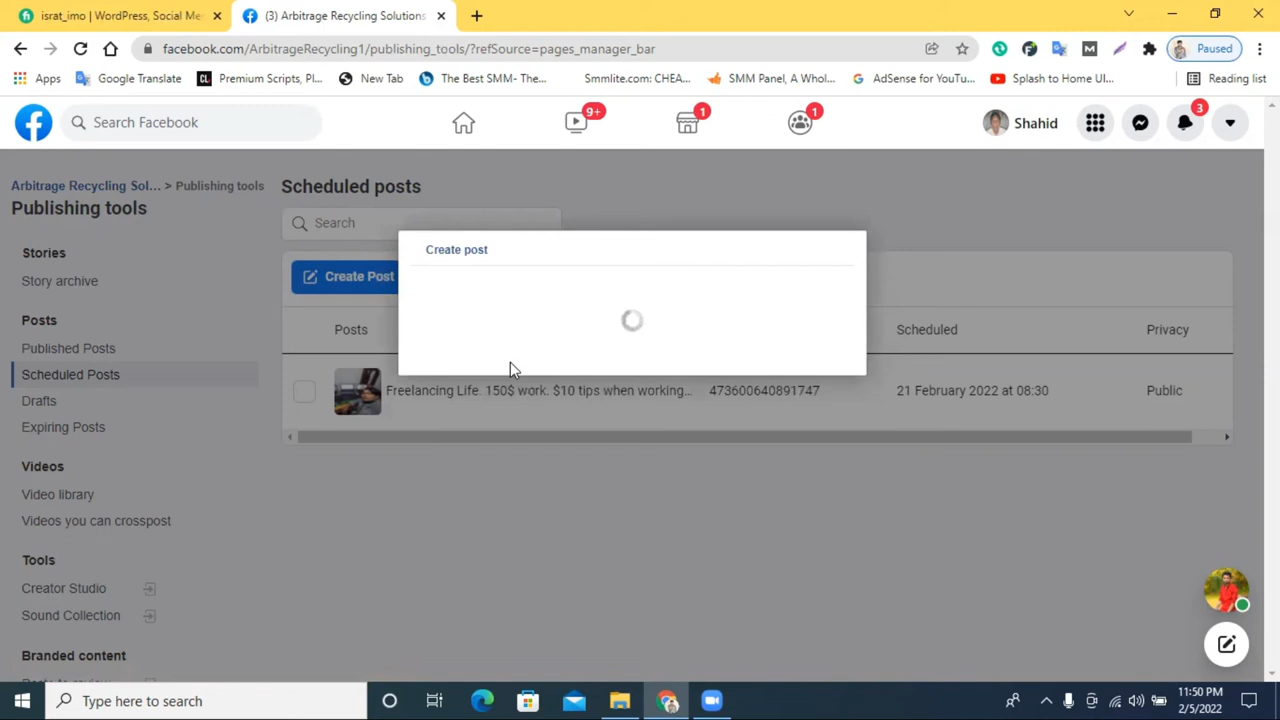 israt_imo | WordPress, Social Me
(3) Arbitrage Recycling Solutions
facebook.com/ArbitrageRecycling1/publishing_tools/?refSource=pages_manager_bar
Paused
Apps
Google Translate
Premium Scripts, Pl...
New Tab
The Best SMM- The...
Smmlite.com: CHEA...
SMM Panel, A Whol...
AdSense for YouTu...
Splash to Home UI...
Reading list
Search Facebook
9+
1
1
Shahid
3
Arbitrage Recycling Sol... > Publishing tools
Publishing tools
Stories
Story archive
Posts
Published Posts
Scheduled Posts
Drafts
Expiring Posts
Videos
Video library
Videos you can crosspost
Tools
Creator Studio
Sound Collection
Branded content
Scheduled posts
Search
Create Post
Create post
Posts
Scheduled
Privacy
Freelancing Life. 150$ work. $10 tips when working...
473600640891747
21 February 2022 at 08:30
Public
Type here to search
11:50 PM
2/5/2022